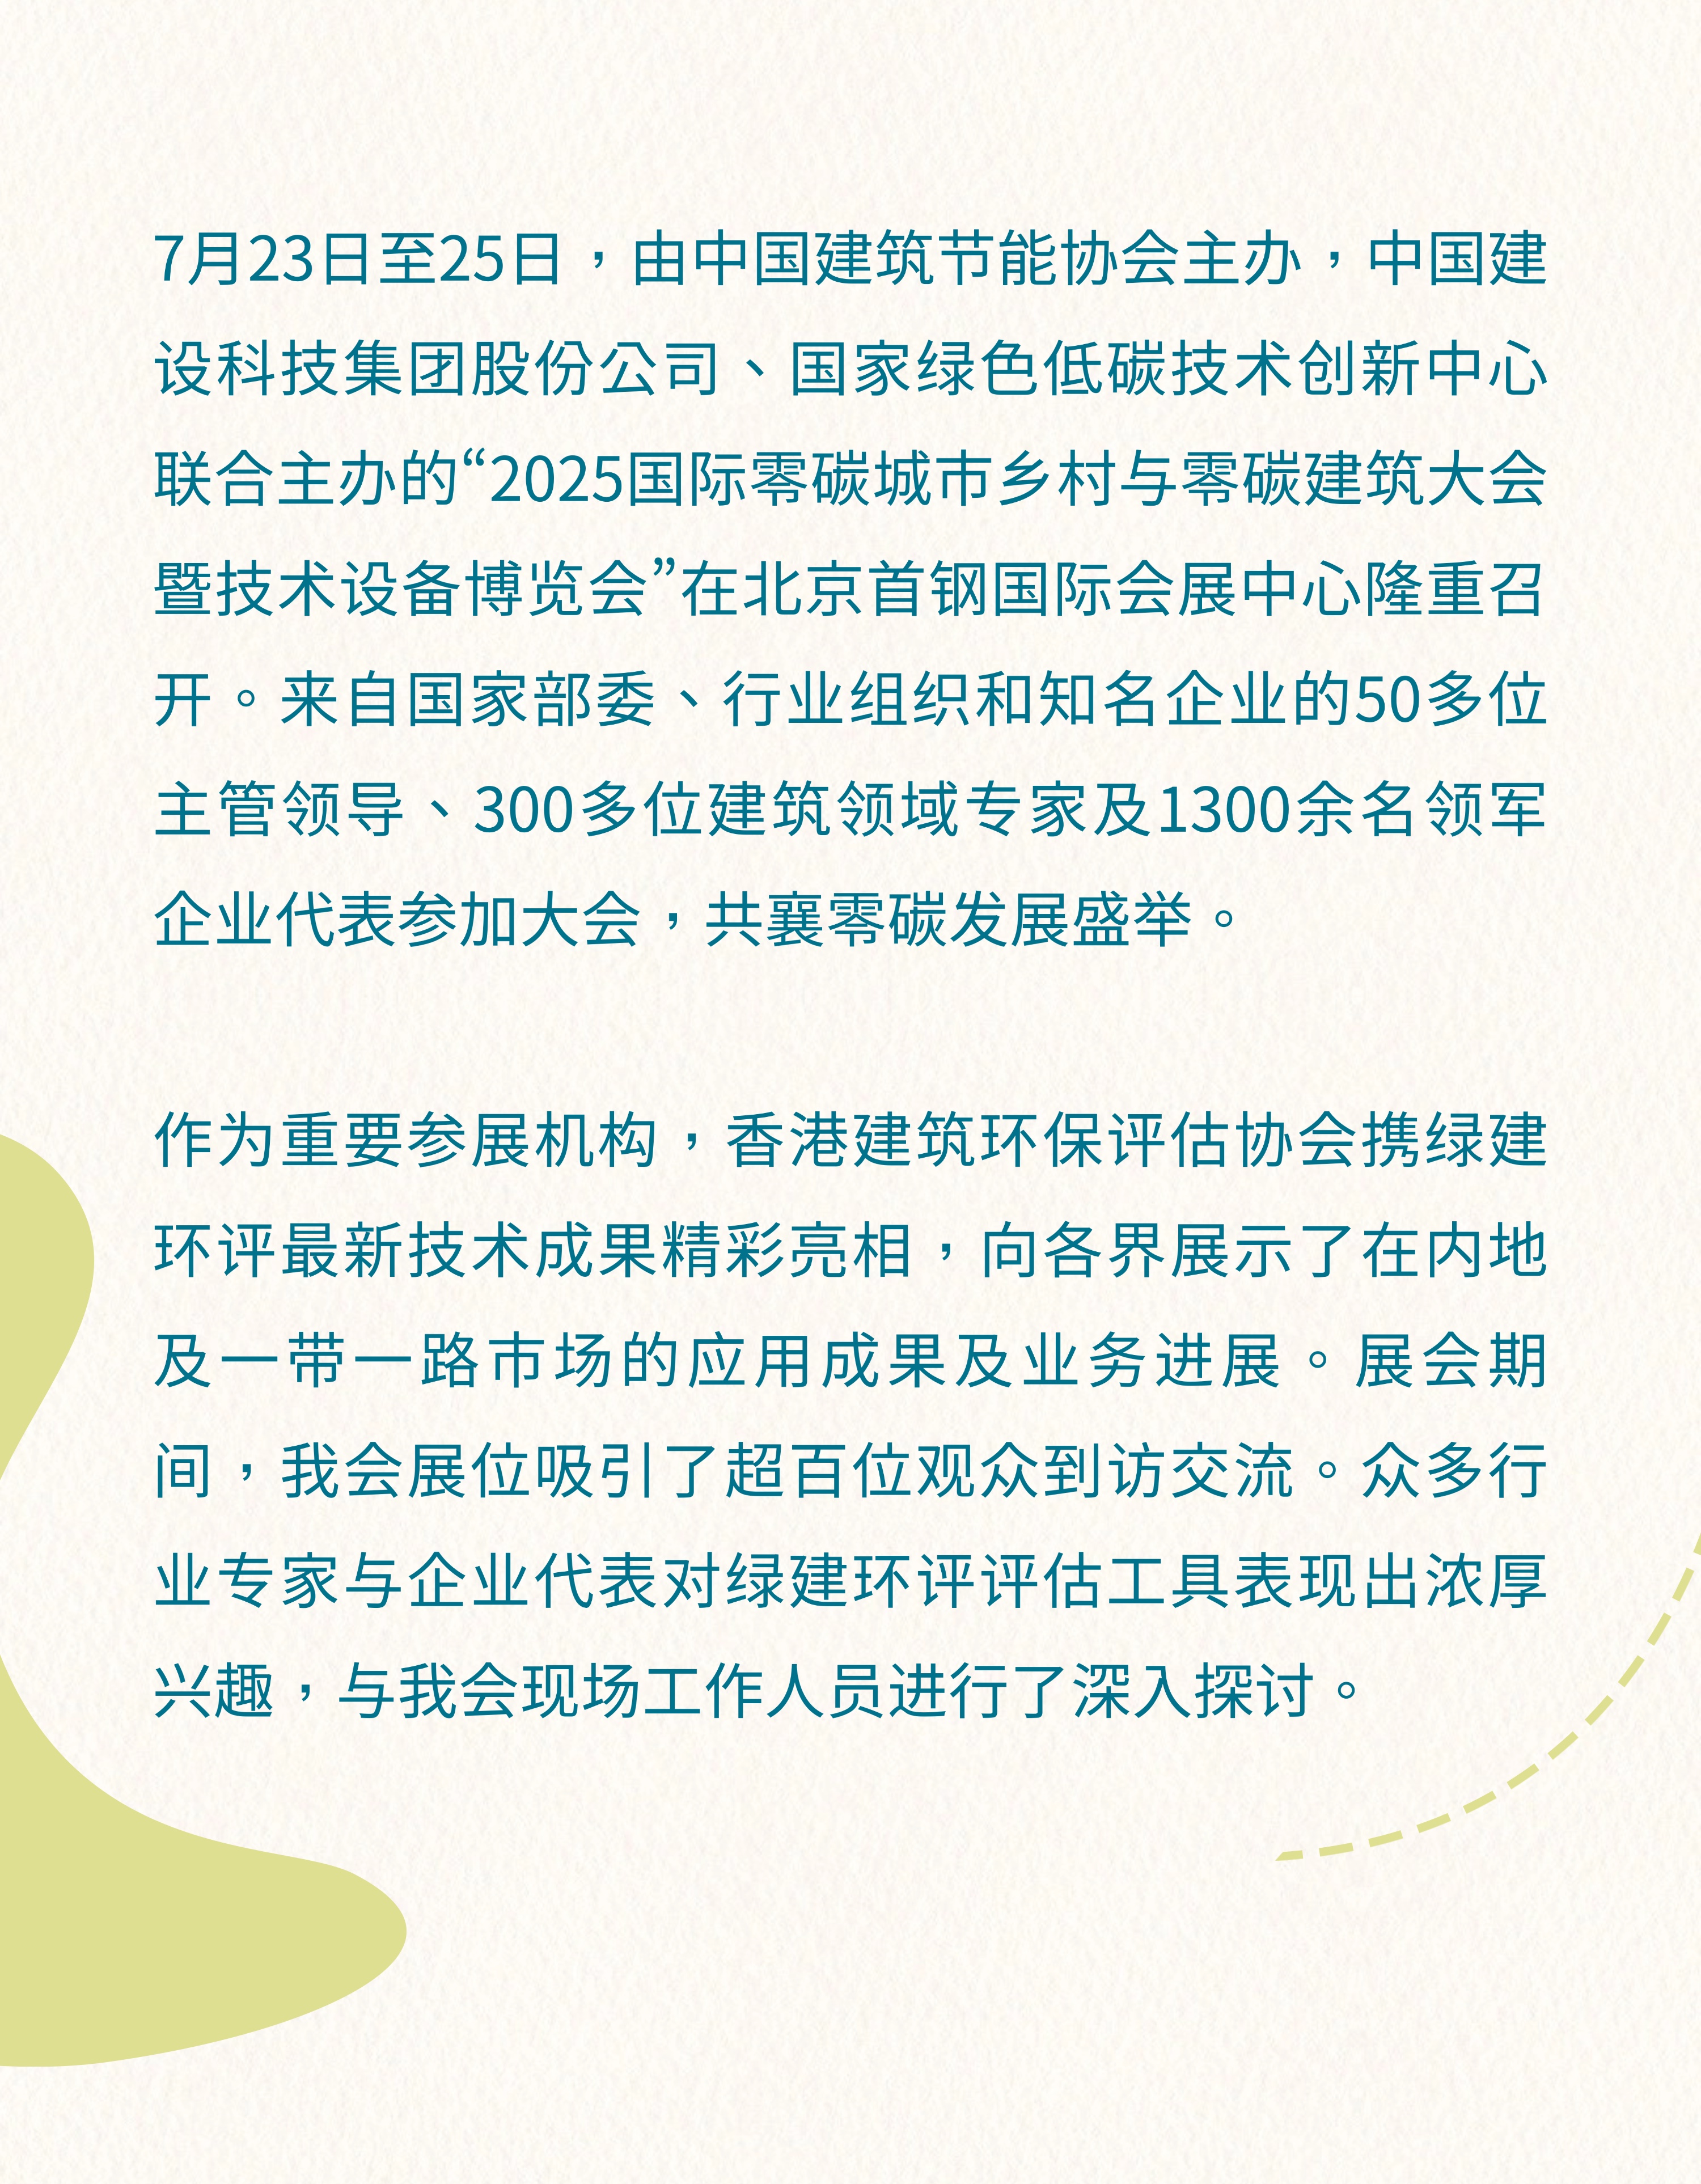 7月23日至25日，由中国建筑节能协会主办，中国建
设科技集团股份公司、国家绿色低碳技术创新中心
联合主办的“2025国际零碳城市乡村与零碳建筑大会
暨技术设备博览会”在北京首钢国际会展中心隆重召
开。来自国家部委、行业组织和知名企业的50多位
主管领导、300多位建筑领域专家及1300余名领军
企业代表参加大会，共襄零碳发展盛举。
作为重要参展机构，香港建筑环保评估协会携绿建
环评最新技术成果精彩亮相，向各界展示了在内地
及一带一路市场的应用成果及业务进展。展会期
间，我会展位吸引了超百位观众到访交流。众多行
业专家与企业代表对绿建环评评估工具表现出浓厚
兴趣，与我会现场工作人员进行了深入探讨。